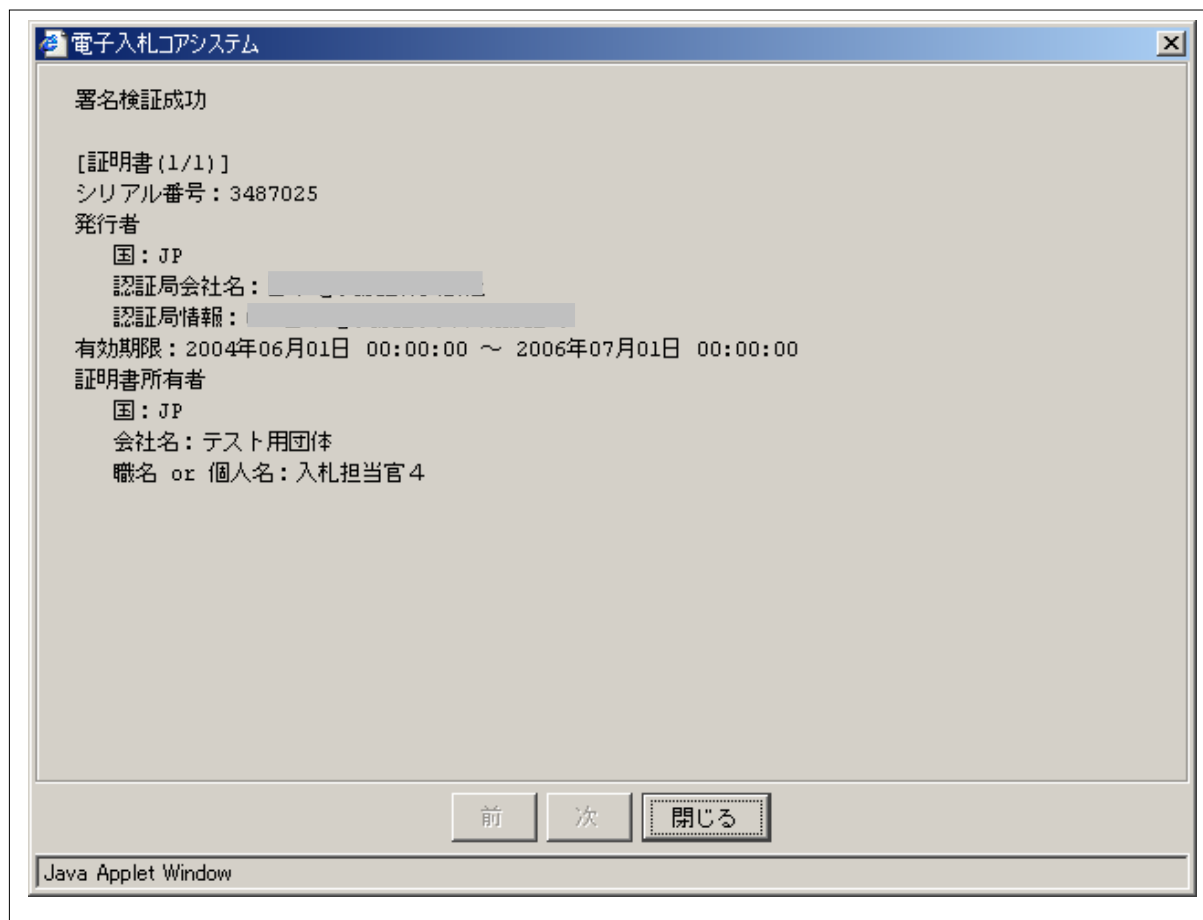 電子入札コアシステム
署名検証成功
[証明書(1/1)]
シリアル番号：3487025
発行者
国：JP
認証局会社名：
認証局情報：
有効期限：2004年06月01日 00:00:00 ～ 2006年07月01日 00:00:00
証明書所有者
国：JP
会社名：テスト用団体
職名 or 個人名：入札担当官４
前
次
閉じる
Java Applet Window